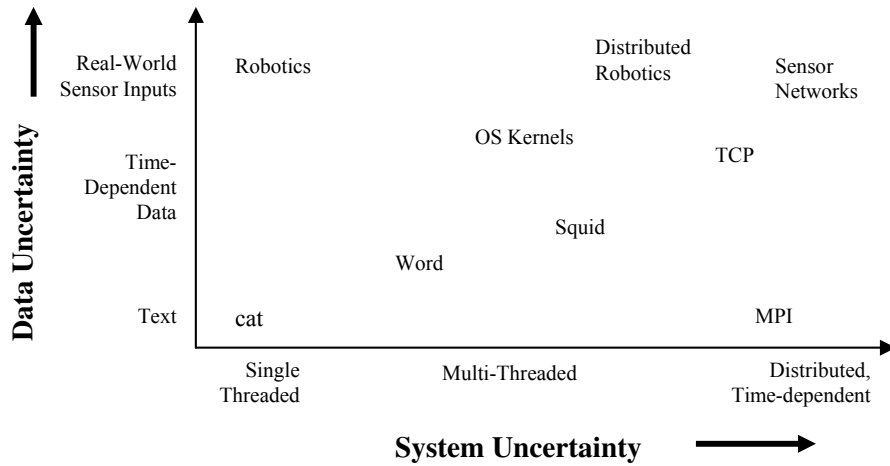 Data Uncertainty
Real-World
Sensor Inputs
Time-
Dependent
Data
Text
Robotics
Distributed
Robotics
Sensor
Networks
OS Kernels
TCP
Squid
Word
cat
MPI
Single
Threaded
Multi-Threaded
Distributed,
Time-dependent
System Uncertainty